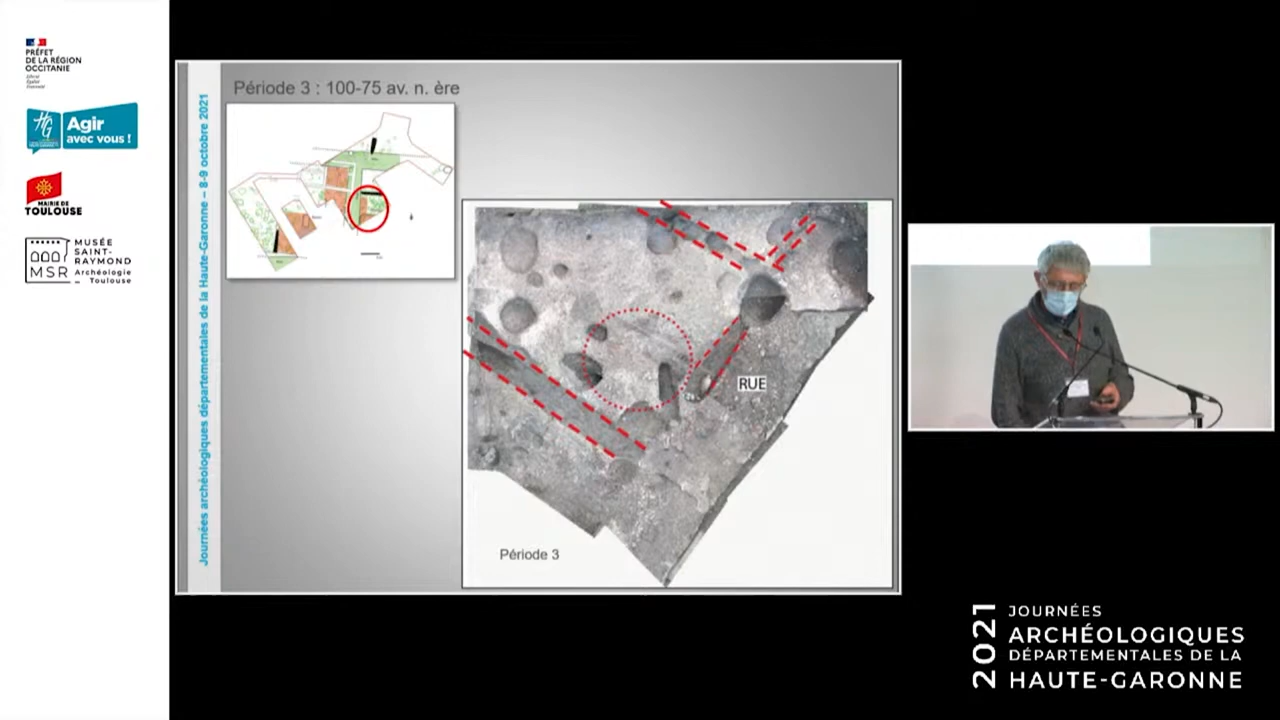 PRÉFET
DE LA RÉGION
OCCITANIE
Agir
avec vous !
MAIRIE DE
TOULOUSE
MUSÉE
SAINT-
RAYMOND
MSR
Archéologie
Toulouse
Journées archéologiques départementales de la Haute-Garonne – 8-9 octobre 2021
Période 3 : 100-75 av. n. ère
RUE
Période 3
2021
JOURNÉES
ARCHÉOLOGIQUES
DÉPARTEMENTALES DE LA
HAUTE-GARONNE